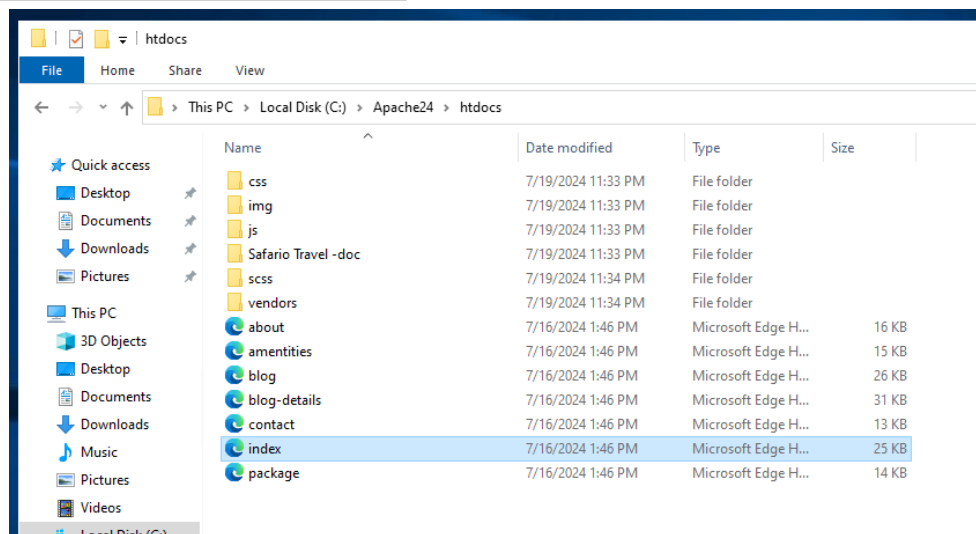 htdocs
File Home Share View
This PC > Local Disk (C:) > Apache24 > htdocs
Name Date modified Type Size
Quick access
Desktop
Documents
Downloads
Pictures
This PC
3D Objects
Desktop
Documents
Downloads
Music
Pictures
Videos
Local Disk (C:)
css 7/19/2024 11:33 PM File folder
img 7/19/2024 11:33 PM File folder
js 7/19/2024 11:33 PM File folder
Safario Travel -doc 7/19/2024 11:33 PM File folder
scss 7/19/2024 11:34 PM File folder
vendors 7/19/2024 11:34 PM File folder
about 7/16/2024 1:46 PM Microsoft Edge H... 16 KB
amentities 7/16/2024 1:46 PM Microsoft Edge H... 15 KB
blog 7/16/2024 1:46 PM Microsoft Edge H... 26 KB
blog-details 7/16/2024 1:46 PM Microsoft Edge H... 31 KB
contact 7/16/2024 1:46 PM Microsoft Edge H... 13 KB
index 7/16/2024 1:46 PM Microsoft Edge H... 25 KB
package 7/16/2024 1:46 PM Microsoft Edge H... 14 KB